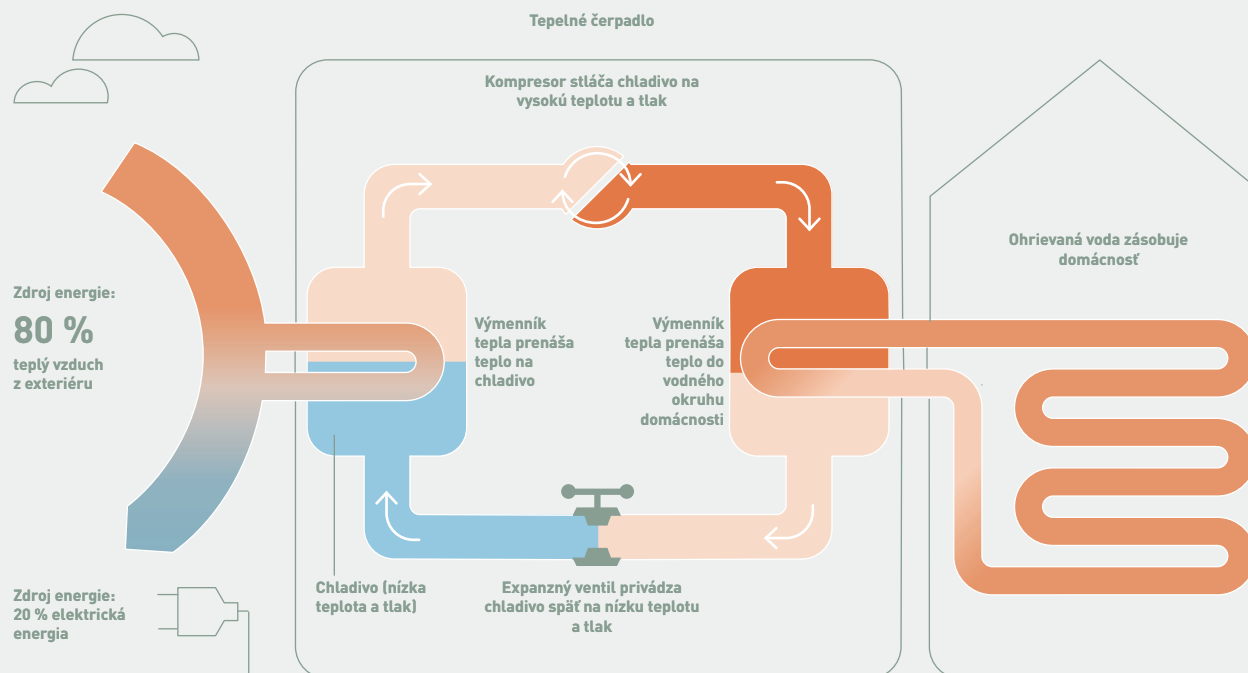 Tepelné čerpadlo
Kompresor stláča chladivo na
vysokú teplotu a tlak
Zdroj energie:
80 %
teplý vzduch
z exteriéru
Výmenník
tepla prenáša
teplo na
chladivo
Výmenník
tepla prenáša
teplo do
vodného
okruhu
domácnosti
Ohrievaná voda zásobuje
domácnosť
Zdroj energie:
20 % elektrická
energia
Chladivo (nízka
teplota a tlak)
Expanzný ventil privádza
chladivo späť na nízku teplotu
a tlak